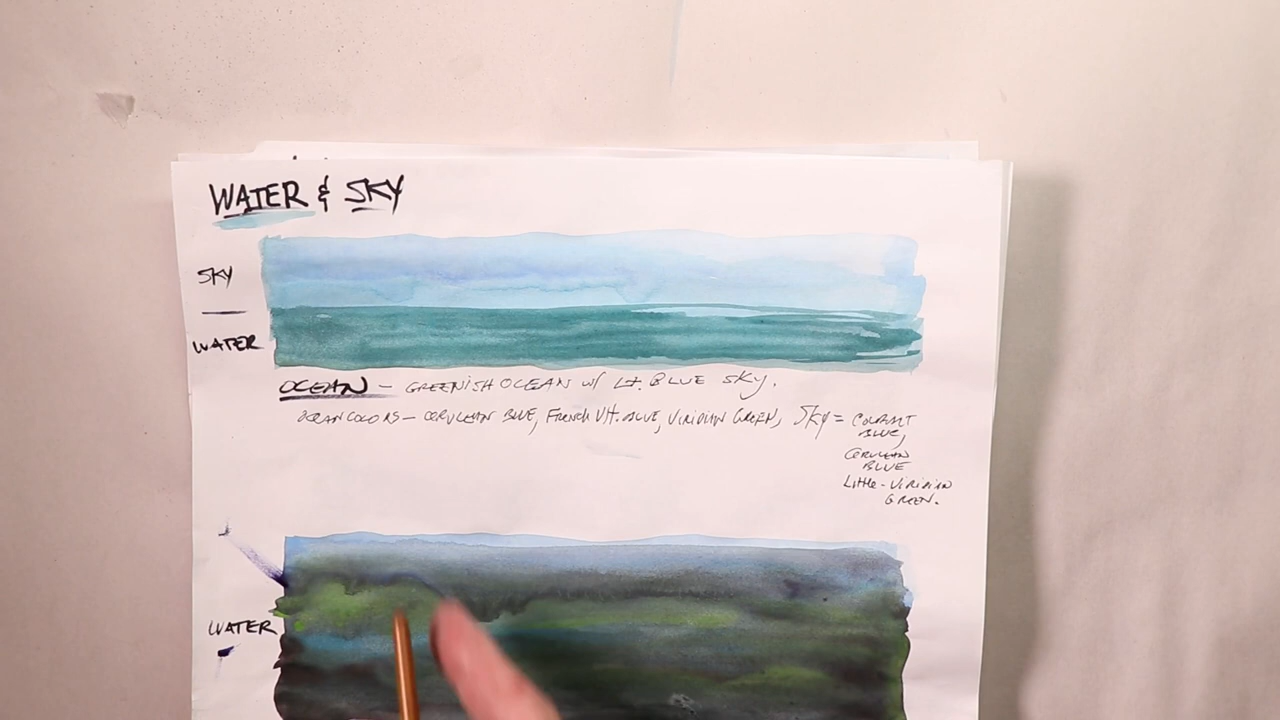 WATER & SKY
SKY
WATER
OCEAN - GREENISH OCEAN W/ LT. BLUE SKY.
OCEAN COLORS - CERULEAN BLUE, FRENCH ULT. BLUE, VIRIDIAN GREEN, SKY = COBALT
BLUE,
CERULEAN
BLUE
LITTLE - VIRIDIAN
GREEN.
WATER